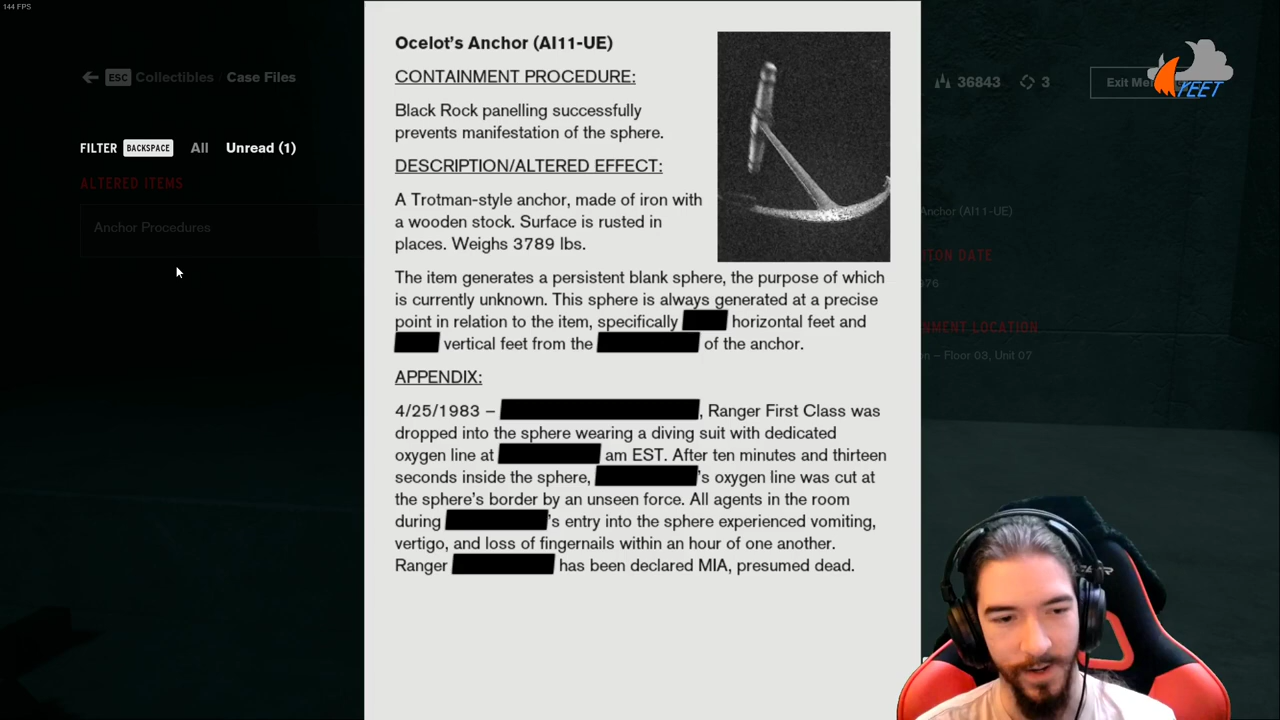 144 FPS
Ocelot's Anchor (AI11-UE)
CONTAINMENT PROCEDURE:
Black Rock panelling successfully
prevents manifestation of the sphere.
DESCRIPTION/ALTERED EFFECT:
A Trotman-style anchor, made of iron with
a wooden stock. Surface is rusted in
places. Weighs 3789 lbs.
The item generates a persistent blank sphere, the purpose of which
is currently unknown. This sphere is always generated at a precise
point in relation to the item, specifically horizontal feet and
vertical feet from the of the anchor.
APPENDIX:
4/25/1983 – , Ranger First Class was
dropped into the sphere wearing a diving suit with dedicated
oxygen line at am EST. After ten minutes and thirteen
seconds inside the sphere, 's oxygen line was cut at
the sphere's border by an unseen force. All agents in the room
during 's entry into the sphere experienced vomiting,
vertigo, and loss of fingernails within an hour of one another.
Ranger has been declared MIA, presumed dead.
ESC Collectibles / Case Files
FILTER BACKSPACE All Unread (1)
ALTERED ITEMS
Anchor Procedures
36843 3
Exit
YEET
Anchor (AI11-UE)
DATE
76
LOCATION
– Floor 03, Unit 07